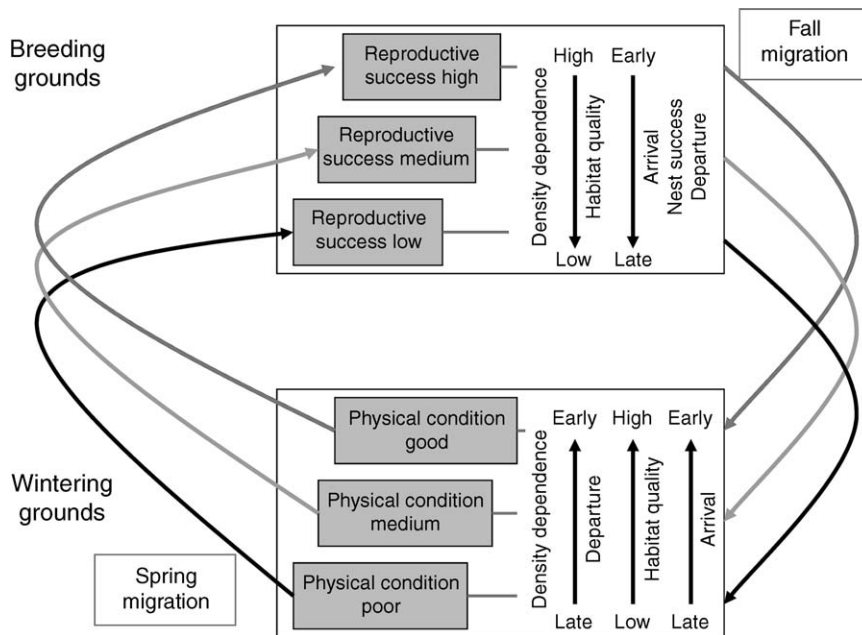 Breeding
grounds
Reproductive
success high
Reproductive
success medium
Reproductive
success low
Density dependence
High
Habitat quality
Low
Early
Arrival
Late
Nest success
Departure
Fall
migration
Wintering
grounds
Spring
migration
Physical condition
good
Physical condition
medium
Physical condition
poor
Density dependence
Early
Departure
Late
High
Habitat quality
Low
Early
Arrival
Late